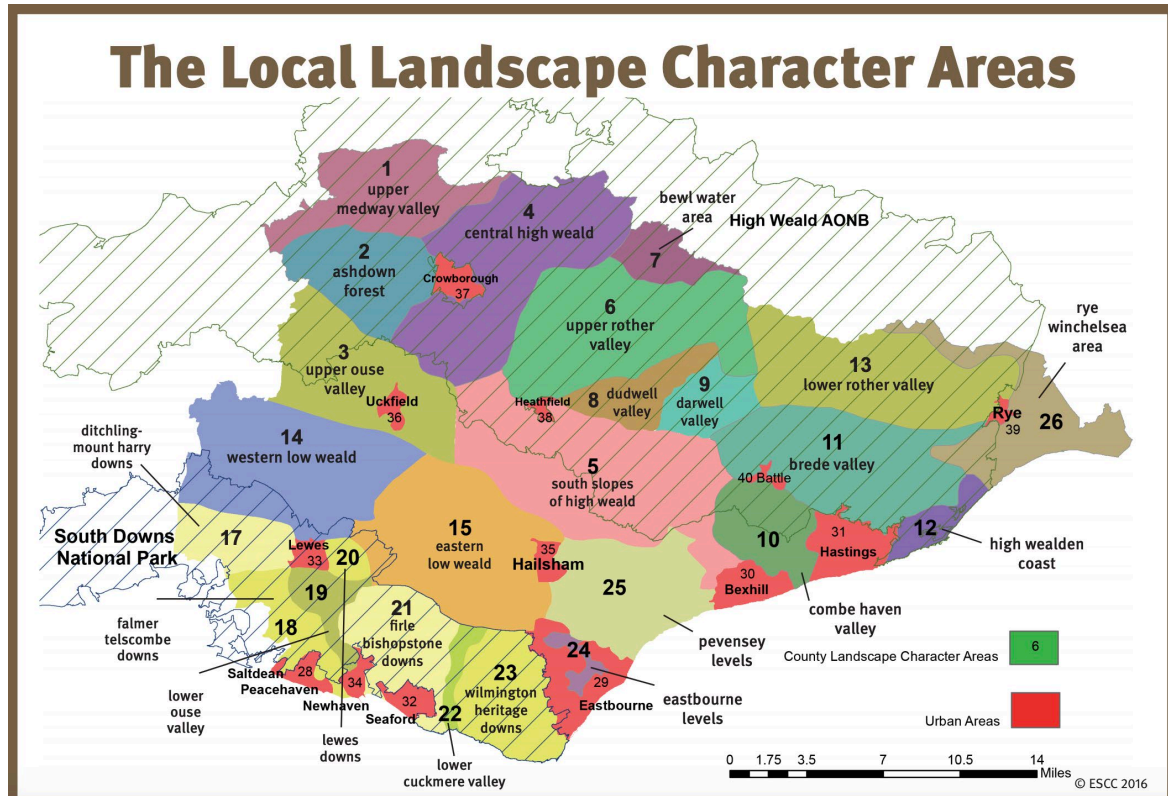 The Local Landscape Character Areas
1
upper
medway valley
4
central high weald
bewl water
area
High Weald AONB
7
2
ashdown
forest
Crowborough
37
6
upper rother
valley
rye
winchelsea
area
3
upper ouse
valley
Uckfield
36
Heathfield
38
8
dudwell
valley
9
darwell
valley
13
lower rother valley
Rye
39
26
ditchling-
mount harry
downs
14
western low weald
5
south slopes
of high weald
11
brede valley
40 Battle
South Downs
National Park
17
Lewes
33
20
15
eastern
low weald
35
Hailsham
10
31
Hastings
12
high wealden
coast
19
25
30
Bexhill
combe haven
valley
falmer
telscombe
downs
18
21
firle
bishopstone
downs
24
pevensey
levels
6
County Landscape Character Areas
Saltdean
28
Peacehaven
34
Newhaven
32
Seaford
22
23
wilmington
heritage
downs
29
Eastbourne
eastbourne
levels
lower
ouse
valley
lewes
downs
lower
cuckmere valley
Urban Areas
0 1.75 3.5 7 10.5 14
Miles
© ESCC 2016